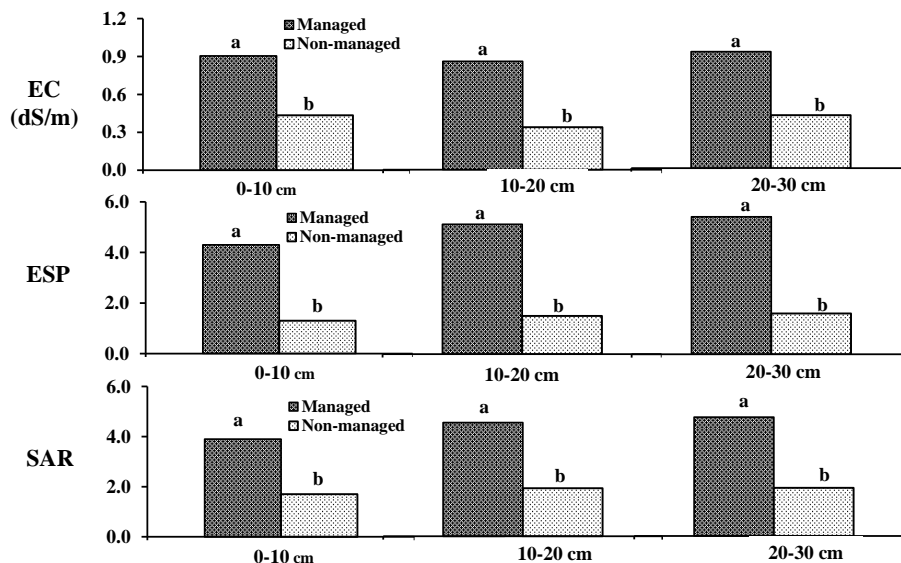 1.2
0.9
0.6
0.3
0.0
EC
(dS/m)
Managed
Non-managed
a
b
a
b
a
b
0-10 cm
10-20 cm
20-30 cm
6.0
4.0
2.0
0.0
ESP
Managed
Non-managed
a
b
a
b
a
b
0-10 cm
10-20 cm
20-30 cm
6.0
4.0
2.0
0.0
SAR
Managed
Non-managed
a
b
a
b
a
b
0-10 cm
10-20 cm
20-30 cm